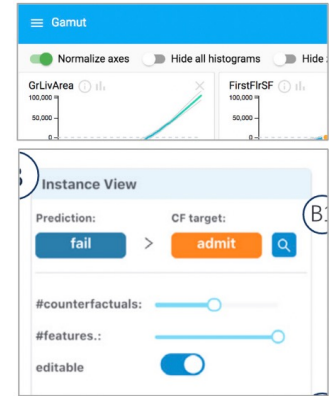 Gamut
Normalize axes Hide all histograms Hide
GrLivArea FirstFlrSF
100,000 100,000
50,000 50,000
0 0
Instance View
B1
Prediction: CF target:
fail > admit
#counterfactuals:
#features.:
editable